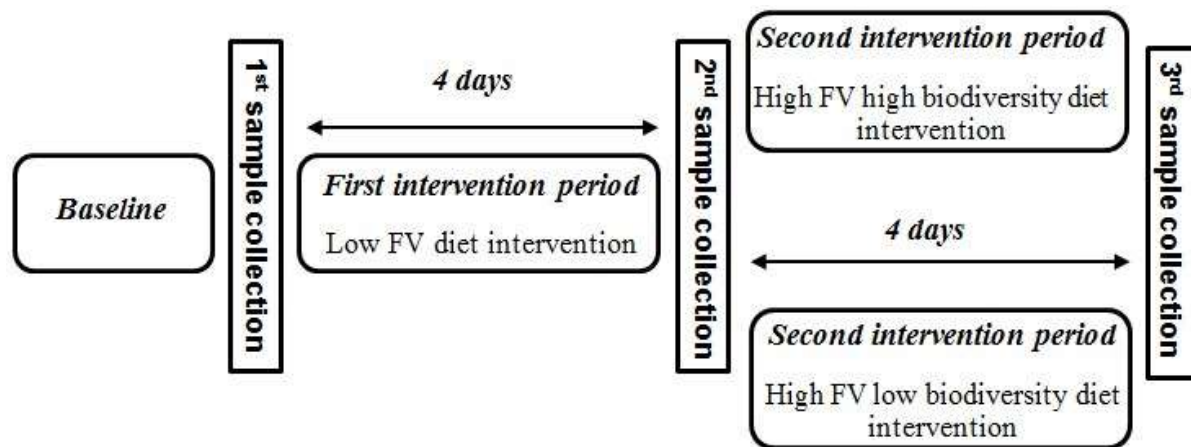 Baseline
1st sample collection
4 days
First intervention period
Low FV diet intervention
2nd sample collection
Second intervention period
High FV high biodiversity diet
intervention
4 days
Second intervention period
High FV low biodiversity diet
intervention
3rd sample collection